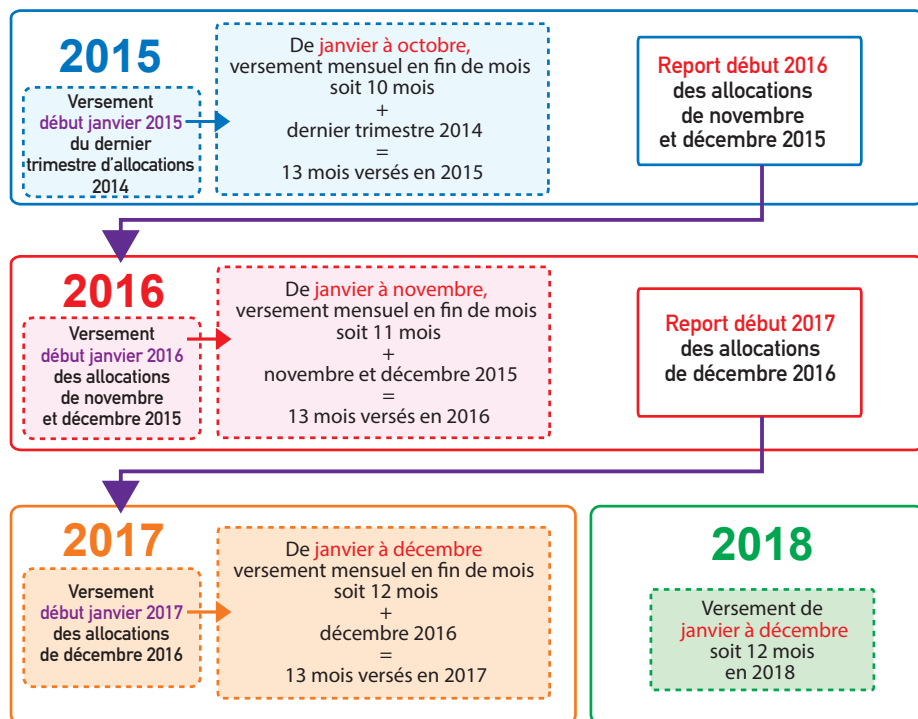 2015
Versement
début janvier 2015
du dernier
trimestre d'allocations
2014
De janvier à octobre,
versement mensuel en fin de mois
soit 10 mois
+
dernier trimestre 2014
=
13 mois versés en 2015
Report début 2016
des allocations
de novembre
et décembre 2015
2016
Versement
début janvier 2016
des allocations
de novembre
et décembre 2015
De janvier à novembre,
versement mensuel en fin de mois
soit 11 mois
+
novembre et décembre 2015
=
13 mois versés en 2016
Report début 2017
des allocations
de décembre 2016
2017
Versement
début janvier 2017
des allocations
de décembre 2016
De janvier à décembre
versement mensuel en fin de mois
soit 12 mois
+
décembre 2016
=
13 mois versés en 2017
2018
Versement de
janvier à décembre
soit 12 mois
en 2018